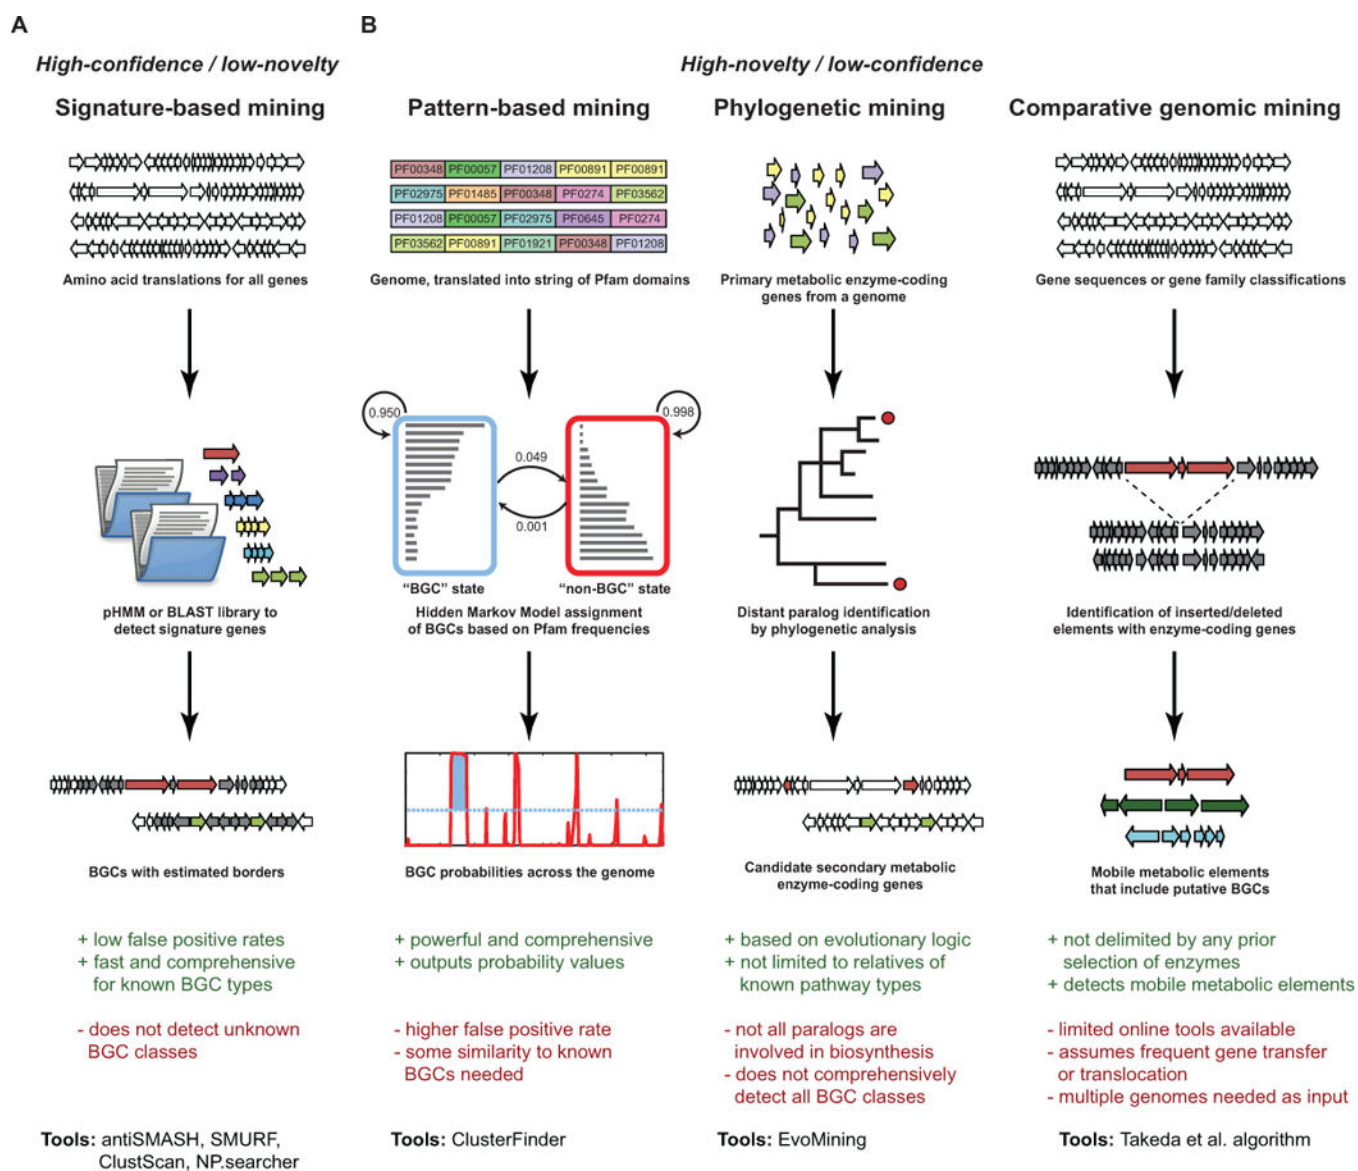 A
B
High-confidence / low-novelty
High-novelty / low-confidence
Signature-based mining
Pattern-based mining
Phylogenetic mining
Comparative genomic mining
PF00348 PF00057 PF01208 PF00891 PF00891
PF02975 PF01485 PF00348 PF0274 PF03562
PF01208 PF00057 PF02975 PF0645 PF0274
PF03562 PF00891 PF01921 PF00348 PF01208
Amino acid translations for all genes
Genome, translated into string of Pfam domains
Primary metabolic enzyme-coding
genes from a genome
Gene sequences or gene family classifications
0.950
0.998
0.049
0.001
"BGC" state
"non-BGC" state
pHMM or BLAST library to
detect signature genes
Hidden Markov Model assignment
of BGCs based on Pfam frequencies
Distant paralog identification
by phylogenetic analysis
Identification of inserted/deleted
elements with enzyme-coding genes
BGCs with estimated borders
BGC probabilities across the genome
Candidate secondary metabolic
enzyme-coding genes
Mobile metabolic elements
that include putative BGCs
+ low false positive rates
+ fast and comprehensive
for known BGC types
- does not detect unknown
BGC classes
Tools: antiSMASH, SMURF,
ClustScan, NP.searcher
+ powerful and comprehensive
+ outputs probability values
- higher false positive rate
- some similarity to known
BGCs needed
Tools: ClusterFinder
+ based on evolutionary logic
+ not limited to relatives of
known pathway types
- not all paralogs are
involved in biosynthesis
- does not comprehensively
detect all BGC classes
Tools: EvoMining
+ not delimited by any prior
selection of enzymes
+ detects mobile metabolic elements
- limited online tools available
- assumes frequent gene transfer
or translocation
- multiple genomes needed as input
Tools: Takeda et al. algorithm